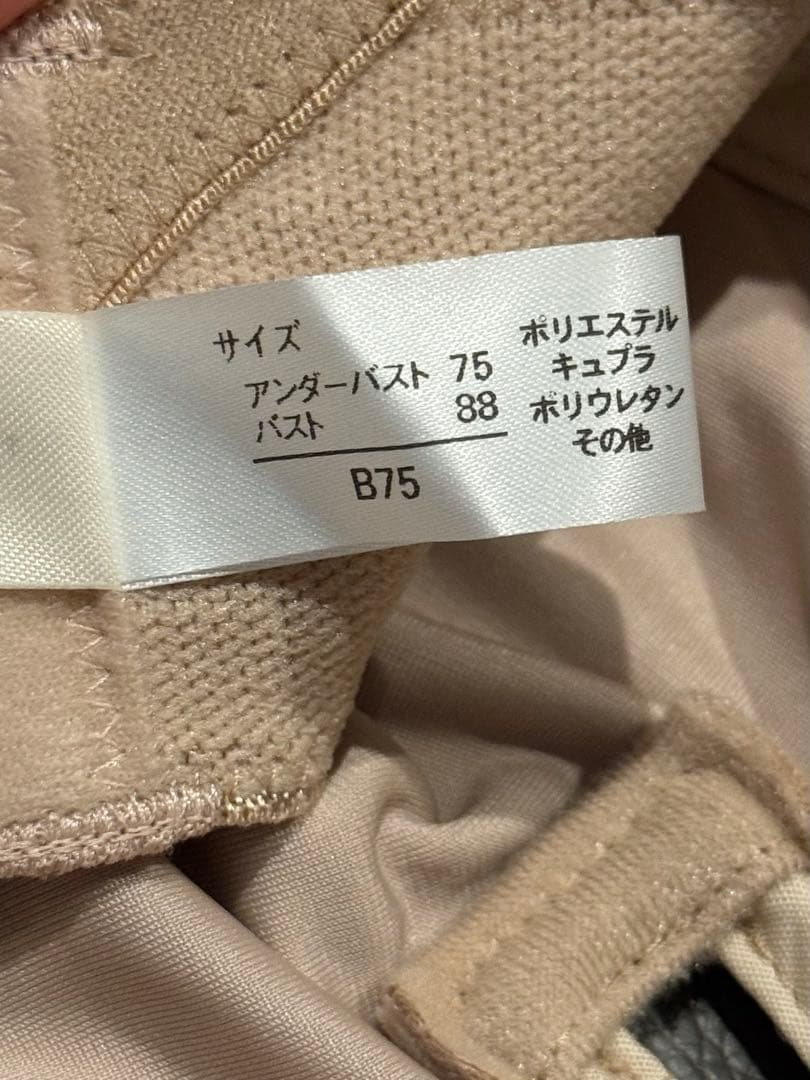 サイズ
アンダーバスト 75
バスト 88
B75
ポリエステル
キュプラ
ポリウレタン
その他